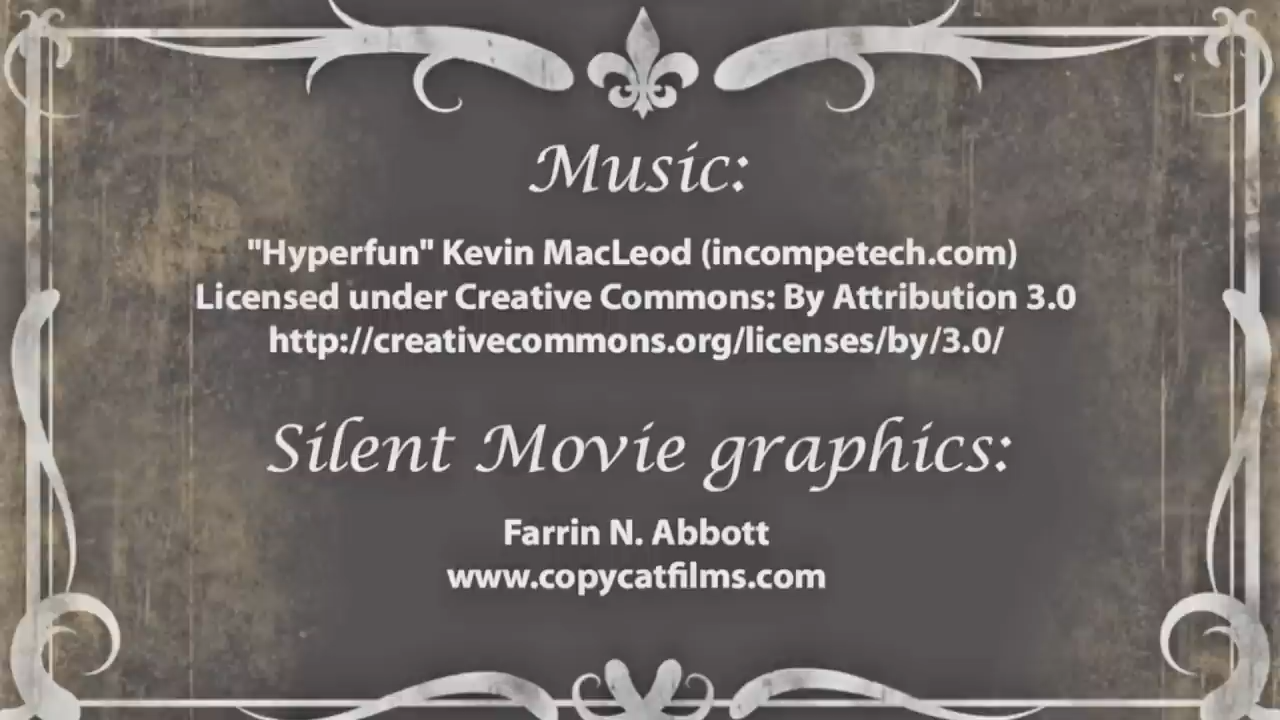 Music:
"Hyperfun" Kevin MacLeod (incompetech.com)
Licensed under Creative Commons: By Attribution 3.0
http://creativecommons.org/licenses/by/3.0/
Silent Movie graphics:
Farrin N. Abbott
www.copycatfilms.com